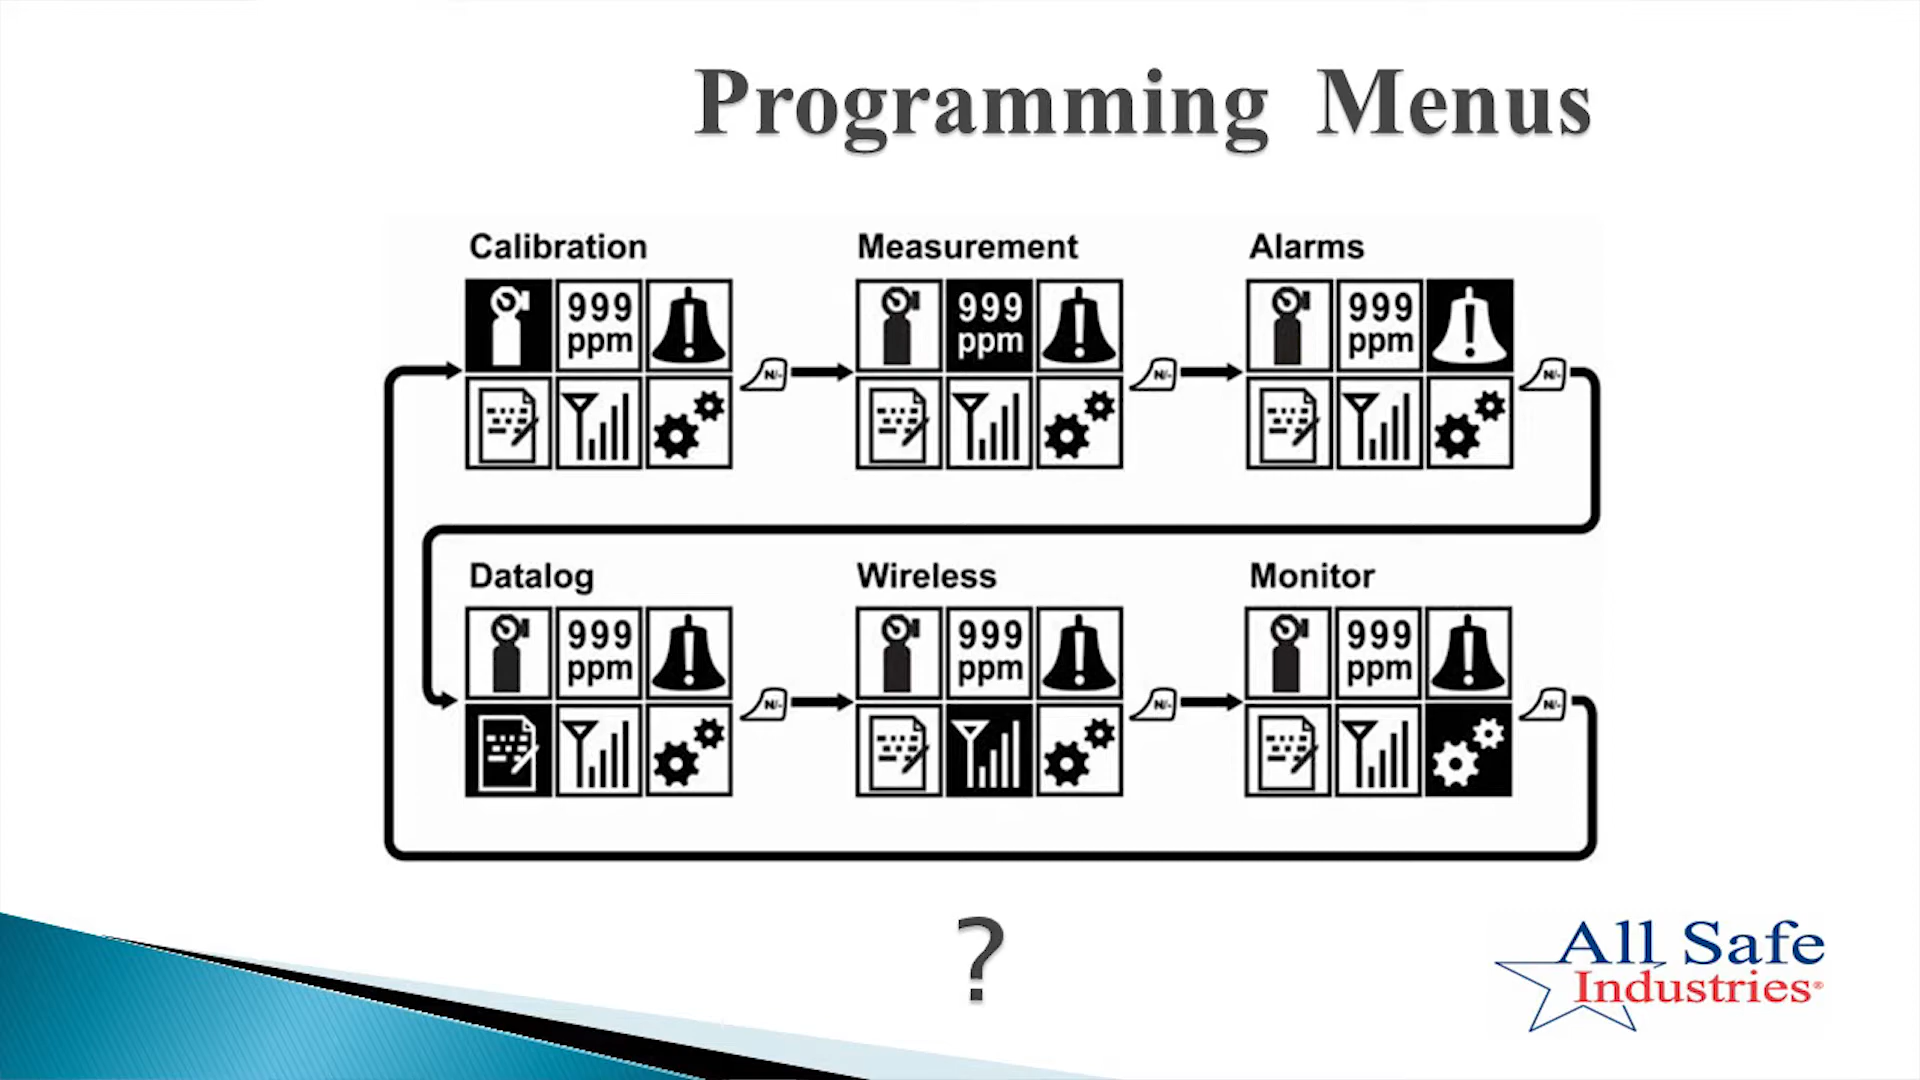 Programming Menus
Calibration Measurement Alarms
999 999 999
ppm ppm ppm
N/- N/- N/-
Datalog Wireless Monitor
999 999 999
ppm ppm ppm
N/- N/- N/-
?
All Safe
Industries®